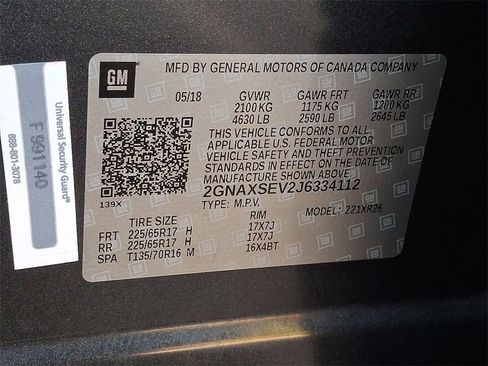 GM
MFD BY GENERAL MOTORS OF CANADA COMPANY
05/18 GVWR GAWR FRT GAWR RR
2100 KG 1175 KG 1200 KG
4630 LB 2590 LB 2645 LB
THIS VEHICLE CONFORMS TO ALL
APPLICABLE U.S. FEDERAL MOTOR
VEHICLE SAFETY AND THEFT PREVENTION
STANDARDS IN EFFECT ON THE DATE OF
MANUFACTURE SHOWN ABOVE.
2GNAXSEV2J6334112
139X TYPE: M.P.V. MODEL: 221XR26
TIRE SIZE RIM
FRT 225/65R17 H 17X7J
RR 225/65R17 H 17X7J
SPA T135/70R16 M 16X4BT
F991140
Universal Security Guard®
888-801-3078